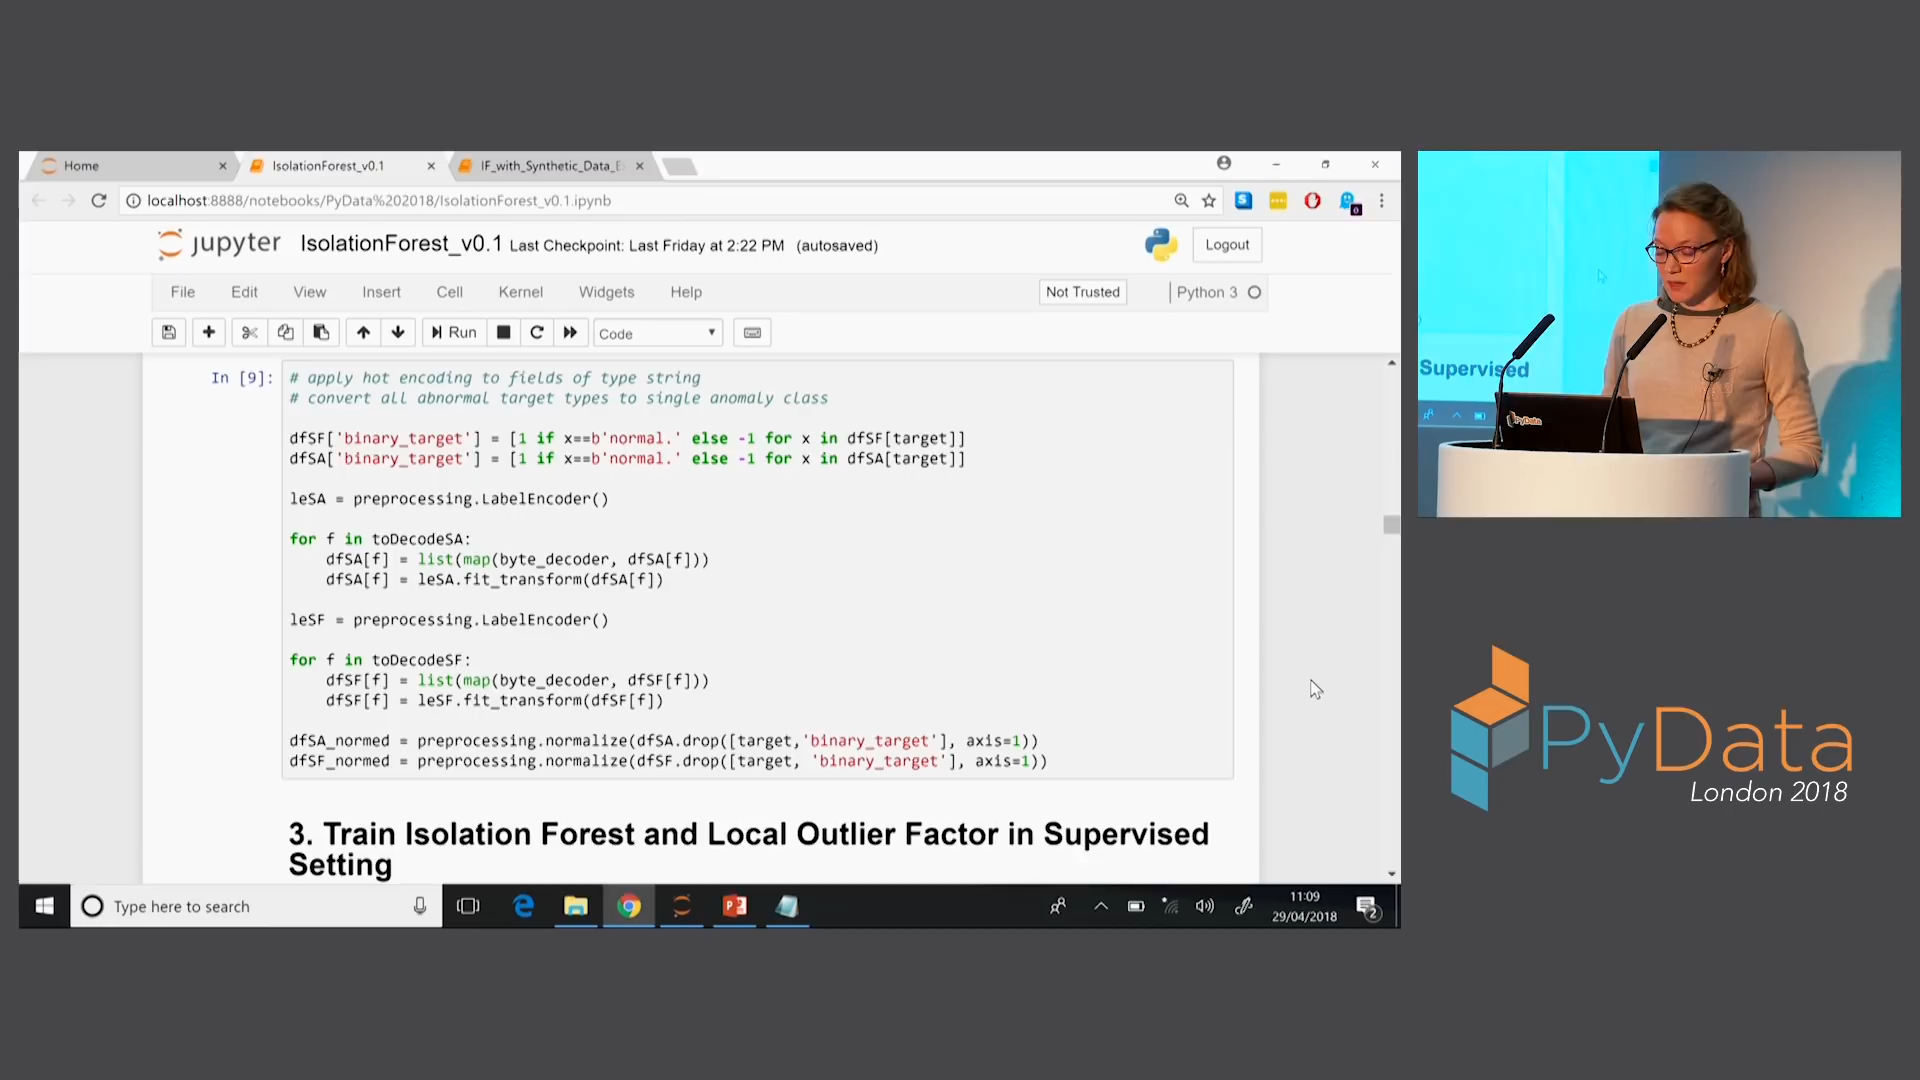 Home
IsolationForest_v0.1
IF_with_Synthetic_Data_E
localhost:8888/notebooks/PyData%202018/IsolationForest_v0.1.ipynb
jupyter IsolationForest_v0.1 Last Checkpoint: Last Friday at 2:22 PM (autosaved)
Logout
File Edit View Insert Cell Kernel Widgets Help
Not Trusted
Python 3
Run
Code
In [9]:
# apply hot encoding to fields of type string
# convert all abnormal target types to single anomaly class
dfSF['binary_target'] = [1 if x==b'normal.' else -1 for x in dfSF[target]]
dfSA['binary_target'] = [1 if x==b'normal.' else -1 for x in dfSA[target]]
leSA = preprocessing.LabelEncoder()
for f in toDecodeSA:
dfSA[f] = list(map(byte_decoder, dfSA[f]))
dfSA[f] = leSA.fit_transform(dfSA[f])
leSF = preprocessing.LabelEncoder()
for f in toDecodeSF:
dfSF[f] = list(map(byte_decoder, dfSF[f]))
dfSF[f] = leSF.fit_transform(dfSF[f])
dfSA_normed = preprocessing.normalize(dfSA.drop([target,'binary_target'], axis=1))
dfSF_normed = preprocessing.normalize(dfSF.drop([target, 'binary_target'], axis=1))
3. Train Isolation Forest and Local Outlier Factor in Supervised
Setting
Type here to search
11:09
29/04/2018
2
Supervised
PyData
PyData
London 2018